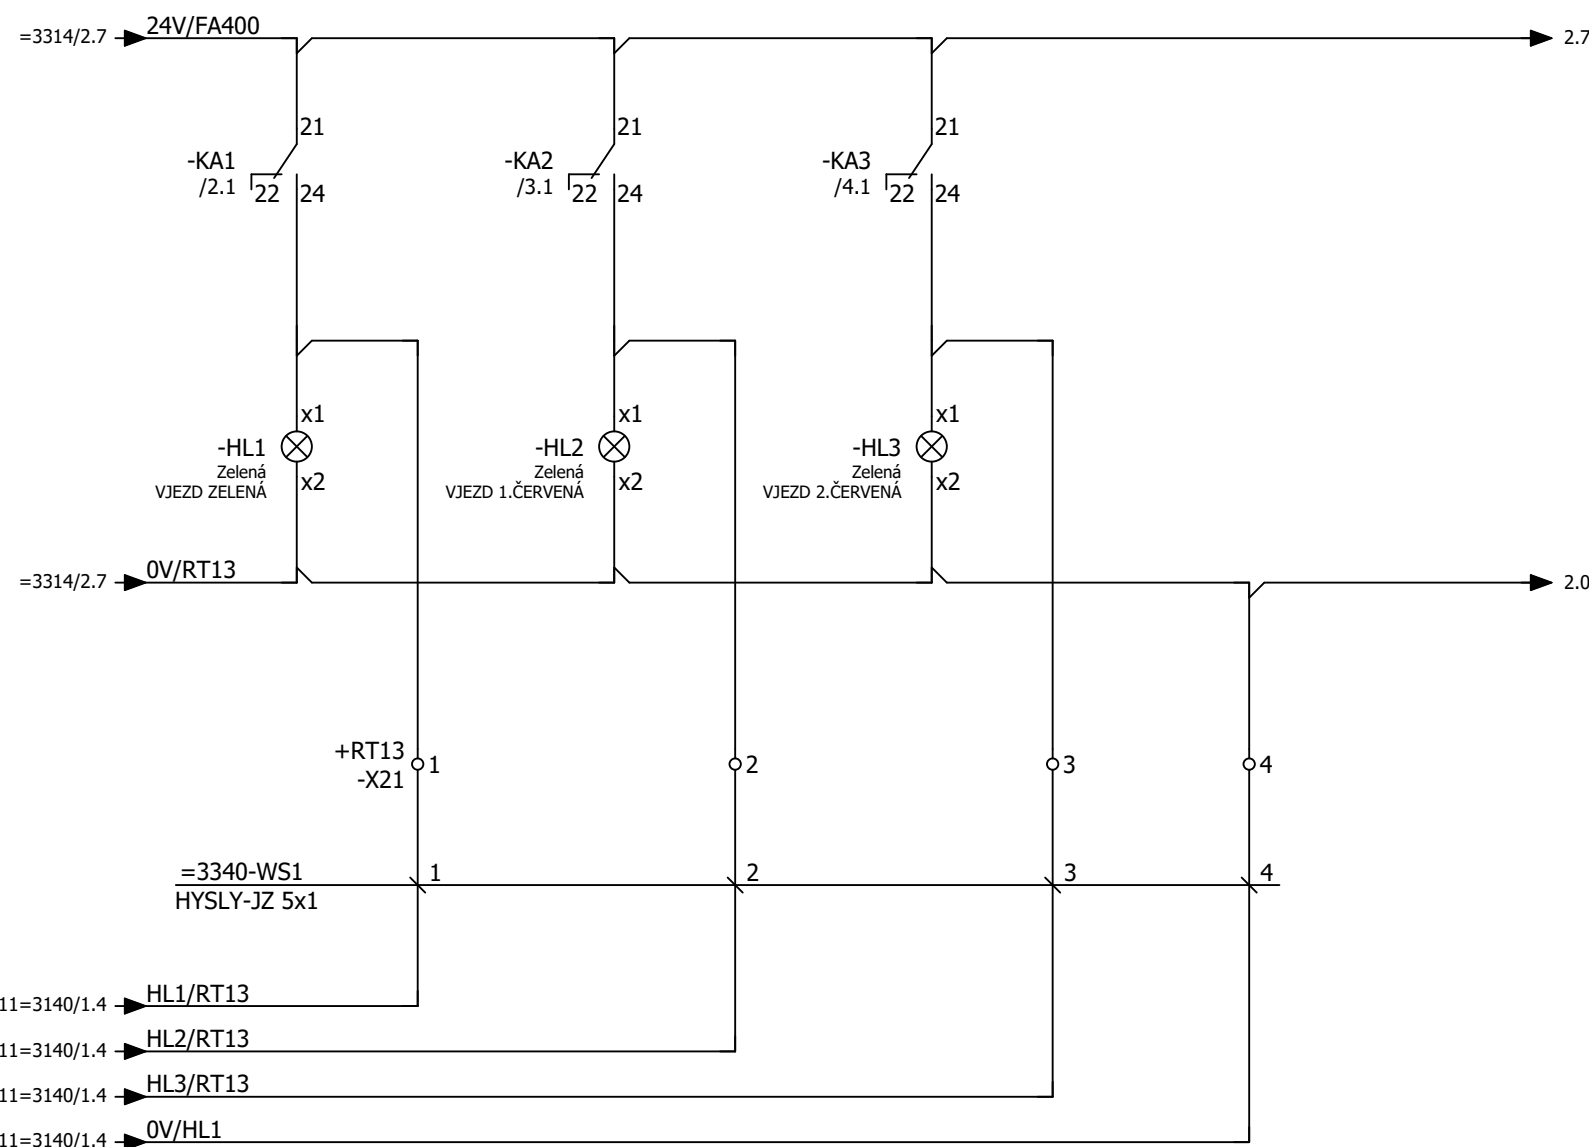 =3314/2.7 24V/FA400 2.7
21 21 21
-KA1 -KA2 -KA3
/2.1 22 24 /3.1 22 24 /4.1 22 24
x1 x1 x1
-HL1 -HL2 -HL3
Zelená Zelená Zelená
VJEZD ZELENÁ x2 VJEZD 1.ČERVENÁ x2 VJEZD 2.ČERVENÁ x2
=3314/2.7 0V/RT13 2.0
+RT13
-X21 1 2 3 4
=3340-WS1 1 2 3 4
HYSLY-JZ 5x1
11=3140/1.4 HL1/RT13
11=3140/1.4 HL2/RT13
11=3140/1.4 HL3/RT13
11=3140/1.4 0V/HL1